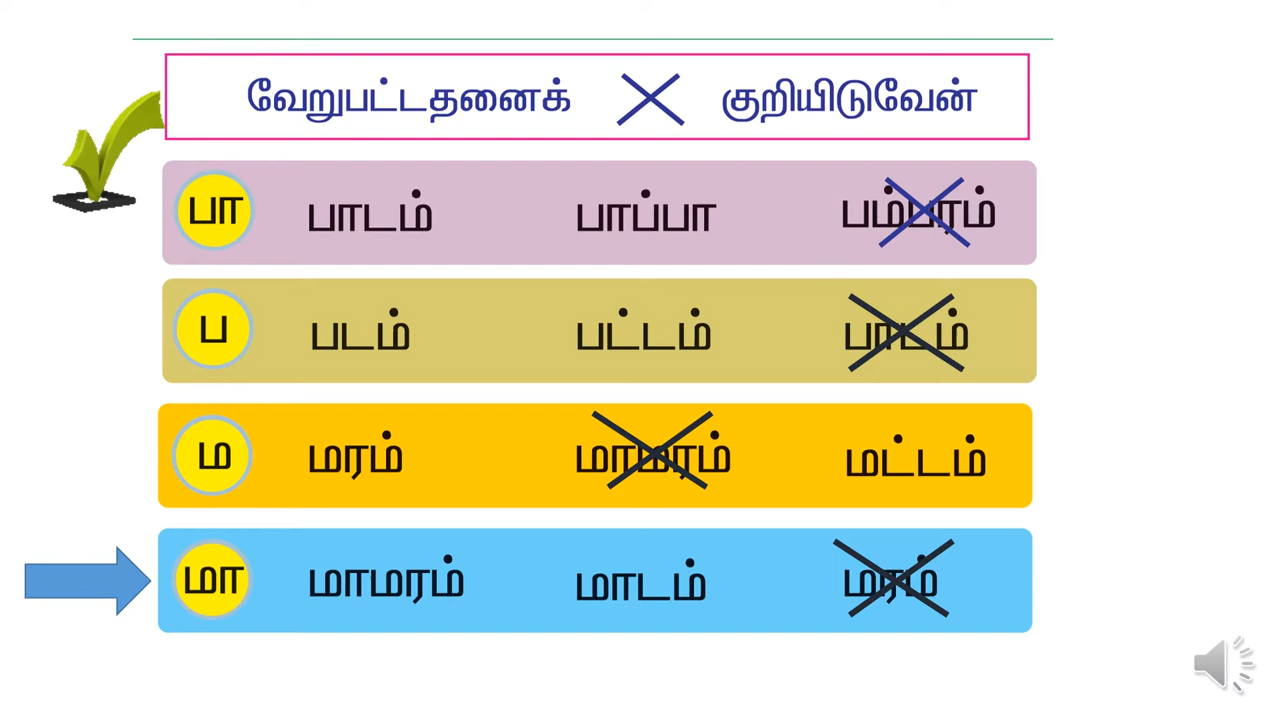 வேறுபட்டதனைக் குறியிடுவேன்
பா பாடம் பாப்பா பம்பரம்
ப படம் பட்டம் பாடம்
ம மரம் மாமரம் மட்டம்
மா மாமரம் மாடம் மரம்